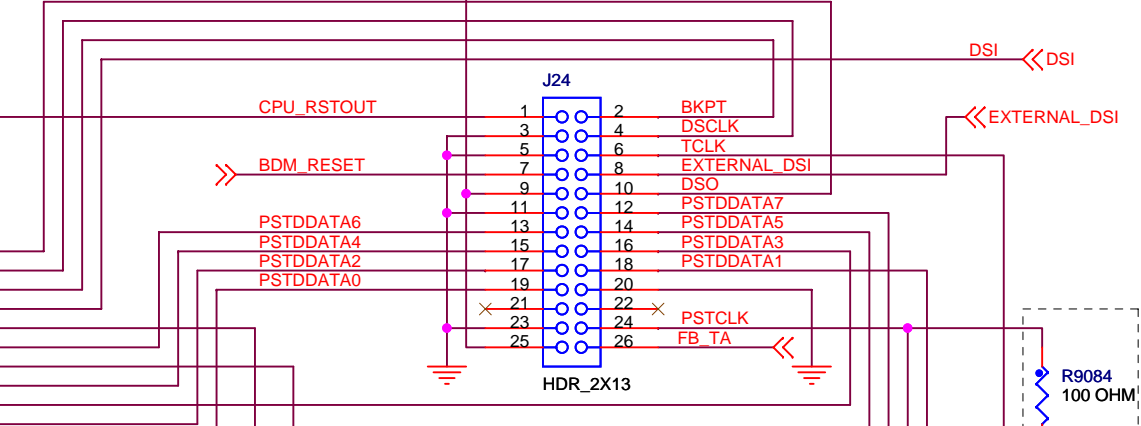 DSI DSI
J24
CPU_RSTOUT 1 2 BKPT EXTERNAL_DSI
3 4 DSCLK
5 6 TCLK
BDM_RESET 7 8 EXTERNAL_DSI
9 10 DSO
11 12 PSTDDATA7
PSTDDATA6 13 14 PSTDDATA5
PSTDDATA4 15 16 PSTDDATA3
PSTDDATA2 17 18 PSTDDATA1
PSTDDATA0 19 20
21 22
23 24 PSTCLK
25 26 FB_TA
HDR_2X13
R9084
100 OHM